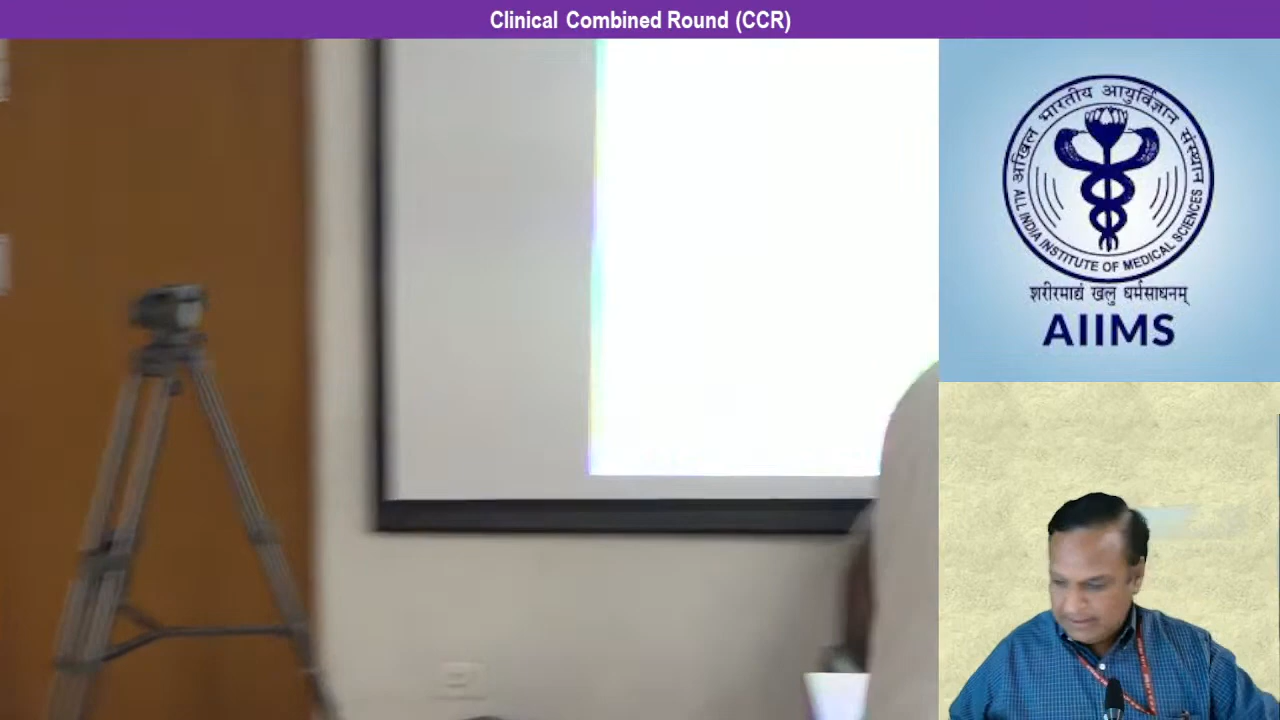 Clinical Combined Round (CCR)
अखिल भारतीय आयुर्विज्ञान संस्थान
ALL INDIA INSTITUTE OF MEDICAL SCIENCES
शरीरमाद्यं खलु धर्मसाधनम्
AIIMS